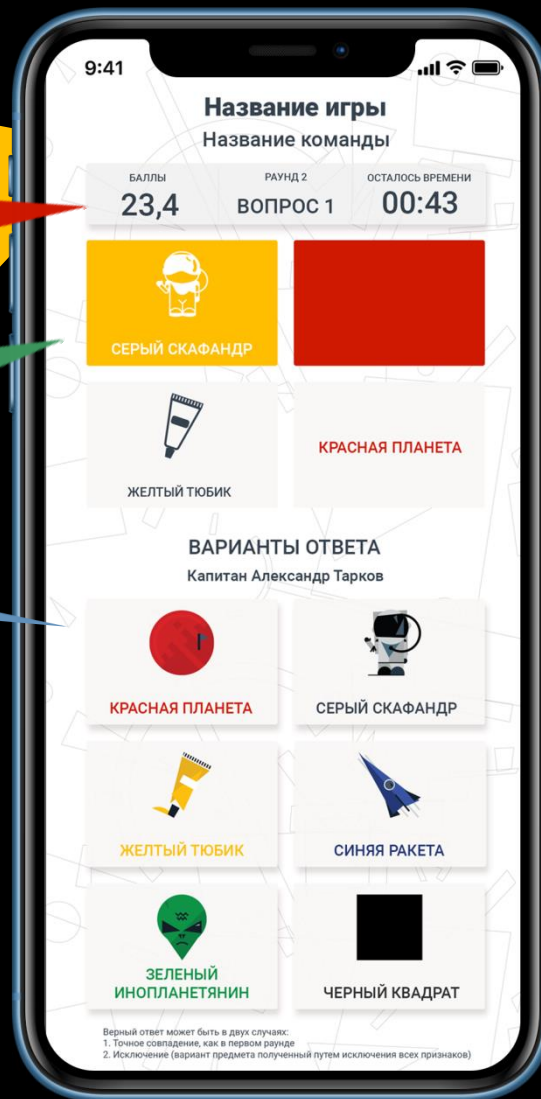 9:41
Название игры
Название команды
БАЛЛЫ
23,4
РАУНД 2
ВОПРОС 1
ОСТАЛОСЬ ВРЕМЕНИ
00:43
СЕРЫЙ СКАФАНДР
ЖЕЛТЫЙ ТЮБИК
КРАСНАЯ ПЛАНЕТА
ВАРИАНТЫ ОТВЕТА
Капитан Александр Тарков
КРАСНАЯ ПЛАНЕТА
СЕРЫЙ СКАФАНДР
ЖЕЛТЫЙ ТЮБИК
СИНЯЯ РАКЕТА
ЗЕЛЕНЫЙ
ИНОПЛАНЕТЯНИН
ЧЕРНЫЙ КВАДРАТ
Верный ответ может быть в двух случаях:
1. Точное совпадение, как в первом раунде
2. Исключение (вариант предмета полученный путем исключения всех признаков)